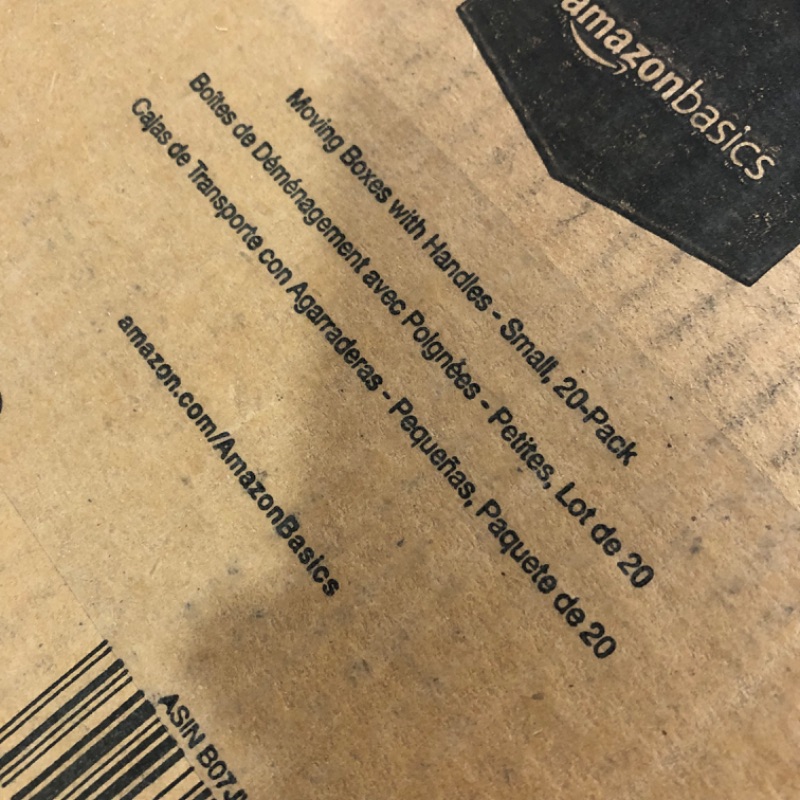 amazonbasics
Moving Boxes with Handles - Small, 20-Pack
Boîtes de Déménagement avec Poignées - Petites, Lot de 20
Cajas de Transporte con Agarraderas - Pequeñas, Paquete de 20
amazon.com/AmazonBasics
ASIN